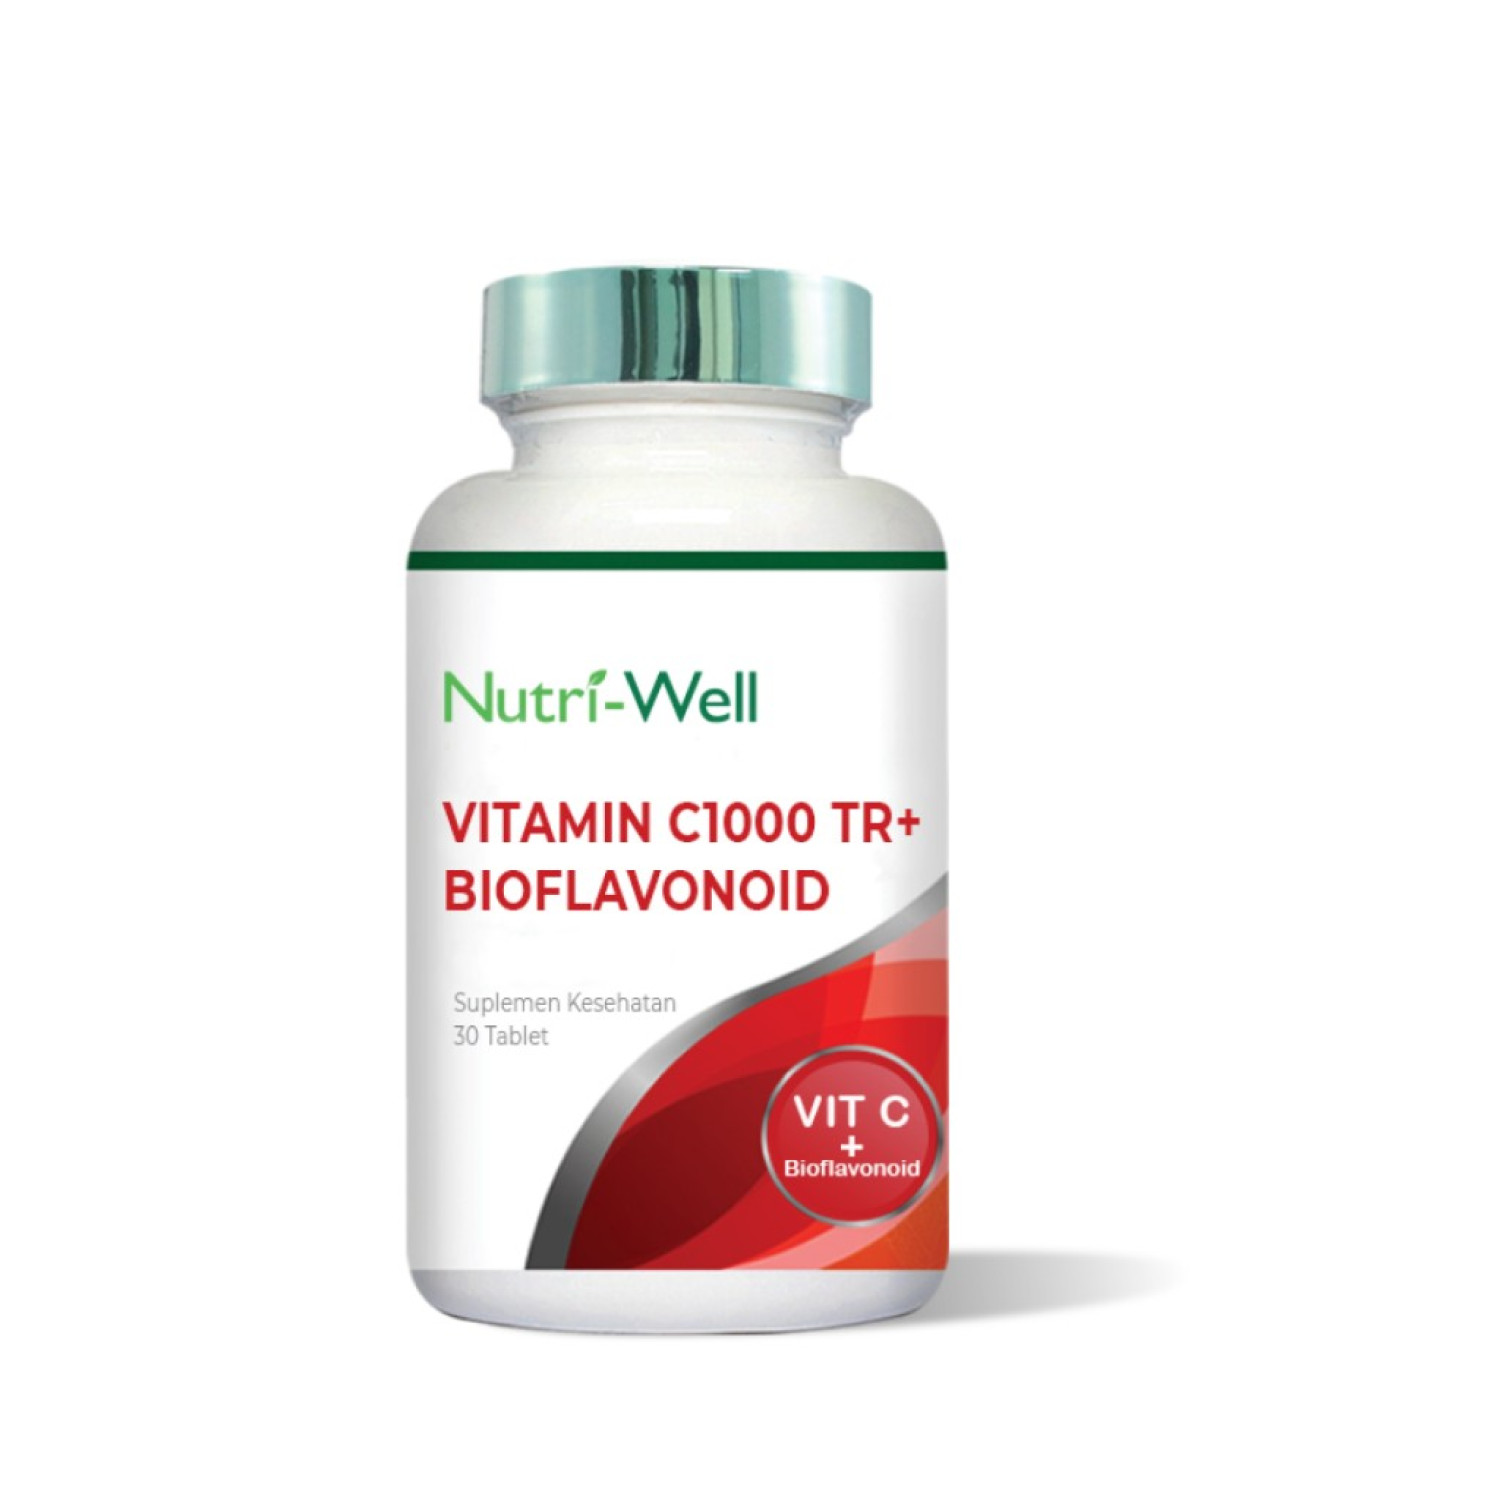 Nutri-Well
VITAMIN C1000 TR+
BIOFLAVONOID
Suplemen Kesehatan
30 Tablet
VIT C
+
Bioflavonoid